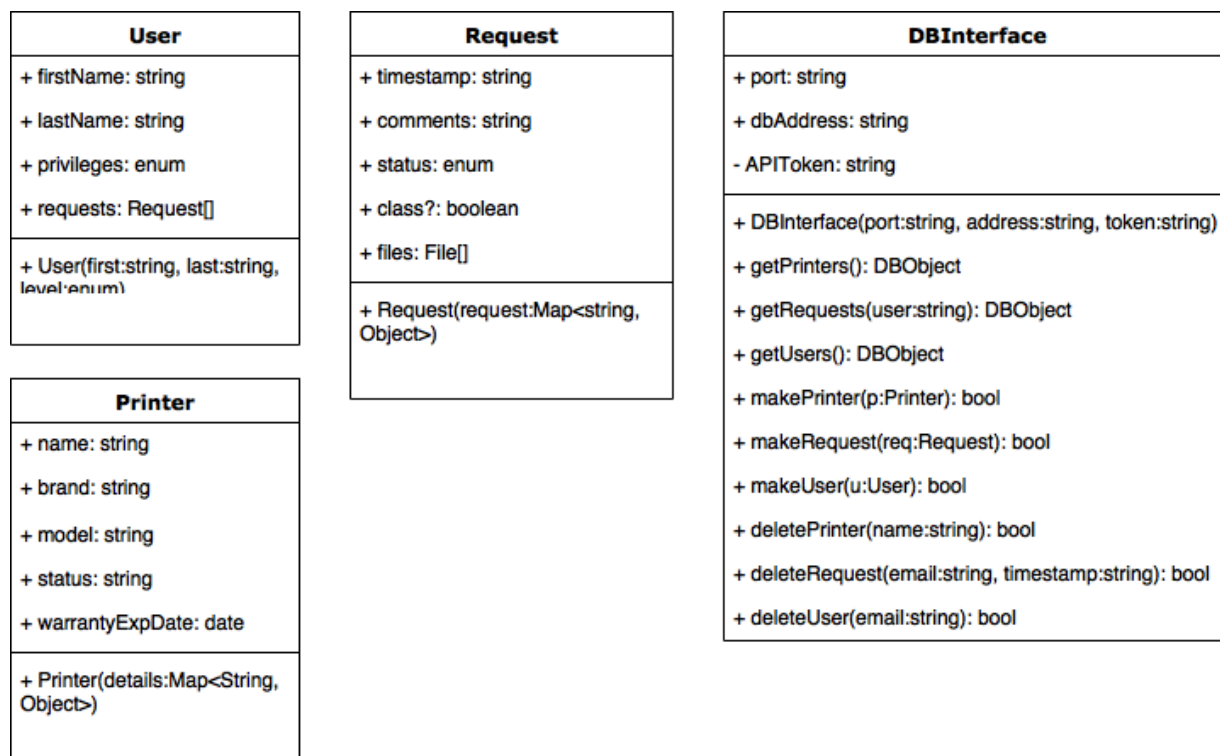 User
+ firstName: string
+ lastName: string
+ privileges: enum
+ requests: Request[]
+ User(first:string, last:string,
level:enum)
Request
+ timestamp: string
+ comments: string
+ status: enum
+ class?: boolean
+ files: File[]
+ Request(request:Map<string,
Object>)
DBInterface
+ port: string
+ dbAddress: string
- APIToken: string
+ DBInterface(port:string, address:string, token:string)
+ getPrinters(): DBObject
+ getRequests(user:string): DBObject
+ getUsers(): DBObject
+ makePrinter(p:Printer): bool
+ makeRequest(req:Request): bool
+ makeUser(u:User): bool
+ deletePrinter(name:string): bool
+ deleteRequest(email:string, timestamp:string): bool
+ deleteUser(email:string): bool
Printer
+ name: string
+ brand: string
+ model: string
+ status: string
+ warrantyExpDate: date
+ Printer(details:Map<String,
Object>)